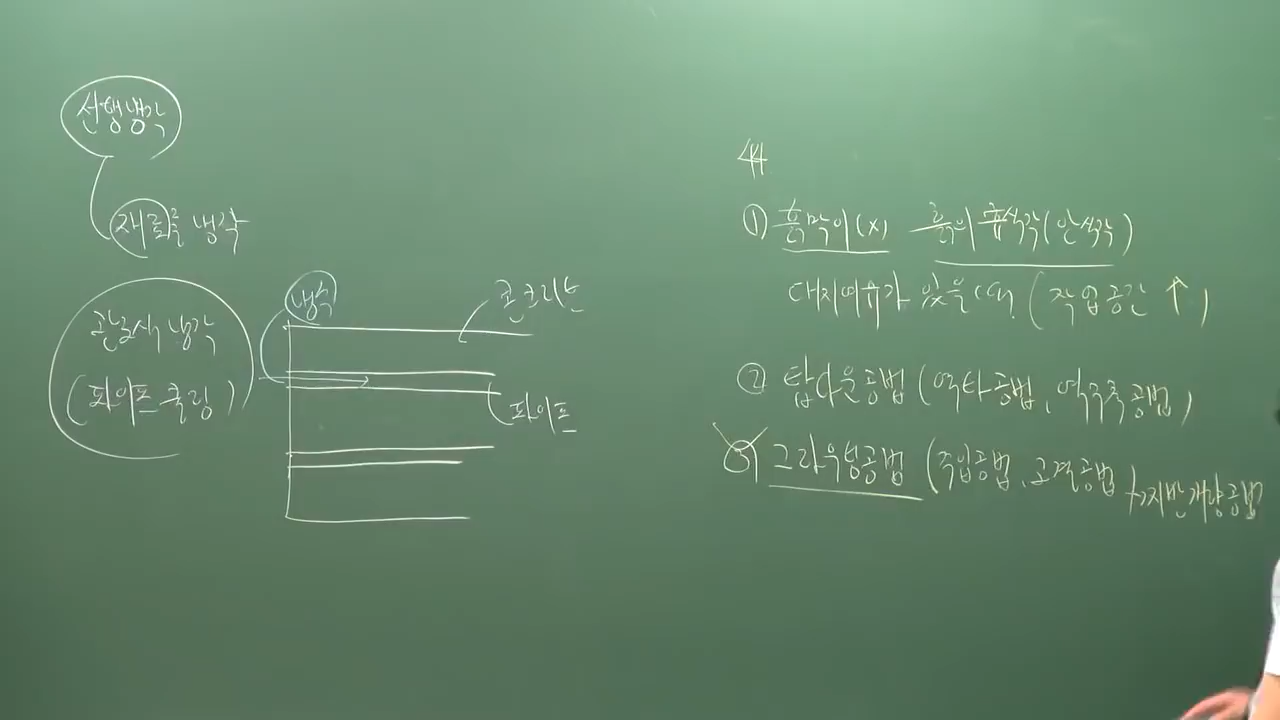 선행냉각
재료를 냉각
관로식 냉각
(파이프 쿨링)
냉수
콘크리트
파이프
44
① 흙막이(x) 흙의 휴식각(안식각)
대지여유가 있을 때 (작업공간 ↑)
② 탑다운공법(역타공법, 역구축공법)
③ 그라우팅공법 (주입공법, 고결공법) → 지반개량공법